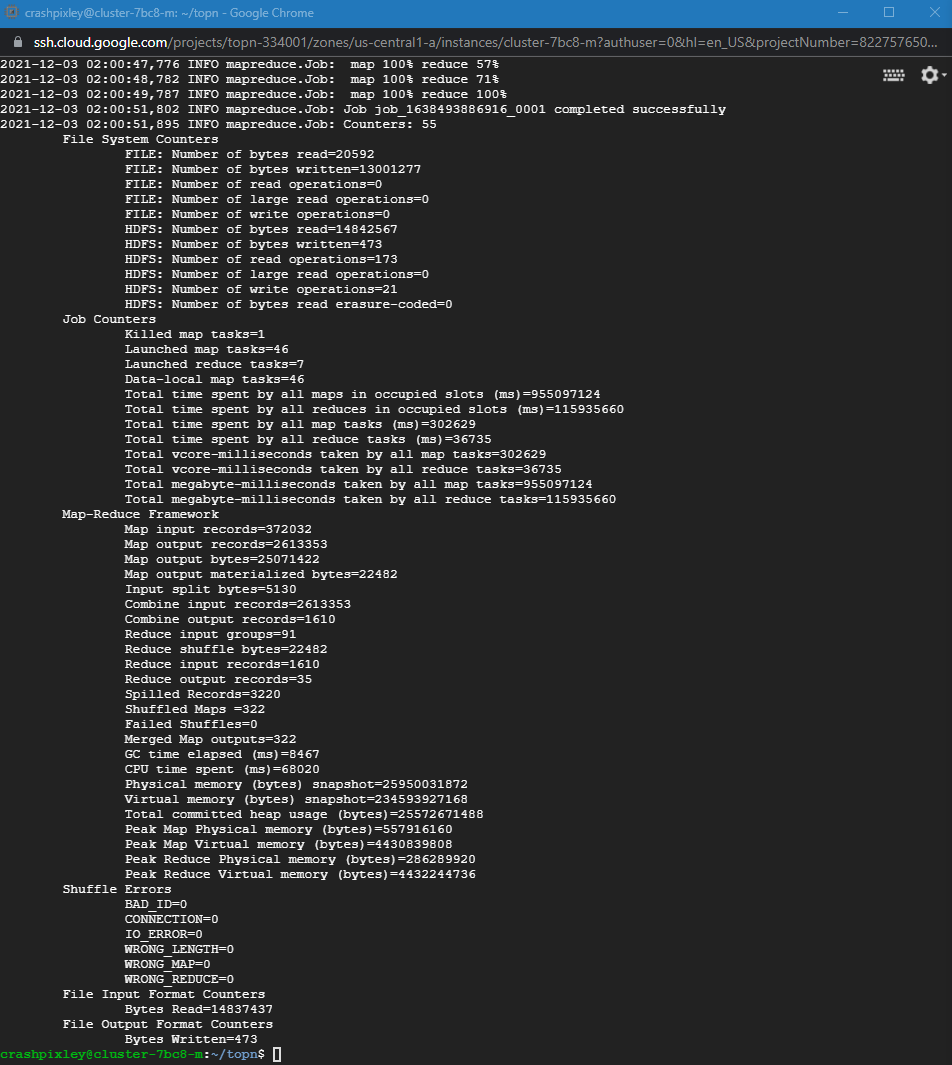 crashpixley@cluster-7bc8-m: ~/topn - Google Chrome
ssh.cloud.google.com/projects/topn-334001/zones/us-central1-a/instances/cluster-7bc8-m?authuser=0&hl=en_US&projectNumber=822757650...
2021-12-03 02:00:47,776 INFO mapreduce.Job:  map 100% reduce 57%
2021-12-03 02:00:48,782 INFO mapreduce.Job:  map 100% reduce 71%
2021-12-03 02:00:49,787 INFO mapreduce.Job:  map 100% reduce 100%
2021-12-03 02:00:51,802 INFO mapreduce.Job: Job job_1638493886916_0001 completed successfully
2021-12-03 02:00:51,895 INFO mapreduce.Job: Counters: 55
File System Counters
FILE: Number of bytes read=20592
FILE: Number of bytes written=13001277
FILE: Number of read operations=0
FILE: Number of large read operations=0
FILE: Number of write operations=0
HDFS: Number of bytes read=14842567
HDFS: Number of bytes written=473
HDFS: Number of read operations=173
HDFS: Number of large read operations=0
HDFS: Number of write operations=21
HDFS: Number of bytes read erasure-coded=0
Job Counters
Killed map tasks=1
Launched map tasks=46
Launched reduce tasks=7
Data-local map tasks=46
Total time spent by all maps in occupied slots (ms)=955097124
Total time spent by all reduces in occupied slots (ms)=115935660
Total time spent by all map tasks (ms)=302629
Total time spent by all reduce tasks (ms)=36735
Total vcore-milliseconds taken by all map tasks=302629
Total vcore-milliseconds taken by all reduce tasks=36735
Total megabyte-milliseconds taken by all map tasks=955097124
Total megabyte-milliseconds taken by all reduce tasks=115935660
Map-Reduce Framework
Map input records=372032
Map output records=2613353
Map output bytes=25071422
Map output materialized bytes=22482
Input split bytes=5130
Combine input records=2613353
Combine output records=1610
Reduce input groups=91
Reduce shuffle bytes=22482
Reduce input records=1610
Reduce output records=35
Spilled Records=3220
Shuffled Maps =322
Failed Shuffles=0
Merged Map outputs=322
GC time elapsed (ms)=8467
CPU time spent (ms)=68020
Physical memory (bytes) snapshot=25950031872
Virtual memory (bytes) snapshot=234593927168
Total committed heap usage (bytes)=25572671488
Peak Map Physical memory (bytes)=557916160
Peak Map Virtual memory (bytes)=4430839808
Peak Reduce Physical memory (bytes)=286289920
Peak Reduce Virtual memory (bytes)=4432244736
Shuffle Errors
BAD_ID=0
CONNECTION=0
IO_ERROR=0
WRONG_LENGTH=0
WRONG_MAP=0
WRONG_REDUCE=0
File Input Format Counters
Bytes Read=14837437
File Output Format Counters
Bytes Written=473
crashpixley@cluster-7bc8-m:~/topn$